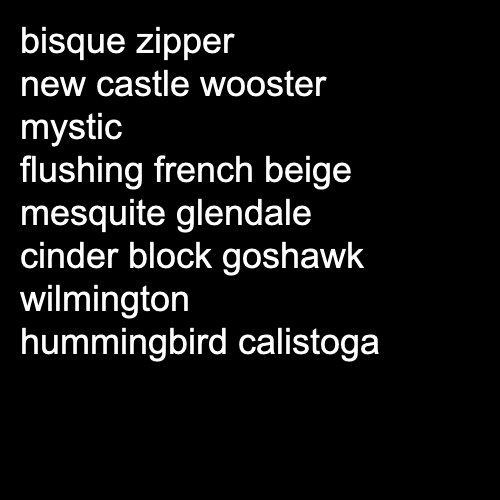 bisque zipper
new castle wooster
mystic
flushing french beige
mesquite glendale
cinder block goshawk
wilmington
hummingbird calistoga